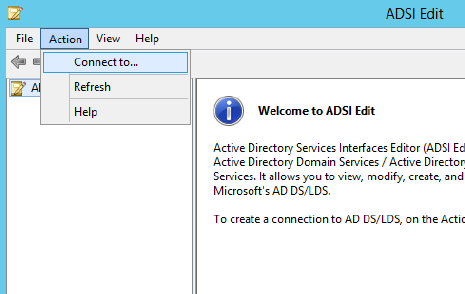 ADSI Edit
File Action View Help
Connect to...
Refresh
Help
Welcome to ADSI Edit
Active Directory Services Interfaces Editor (ADSI Ed
Active Directory Domain Services / Active Directory
Services. It allows you to view, modify, create, and
Microsoft's AD DS/LDS.
To create a connection to AD DS/LDS, on the Actio